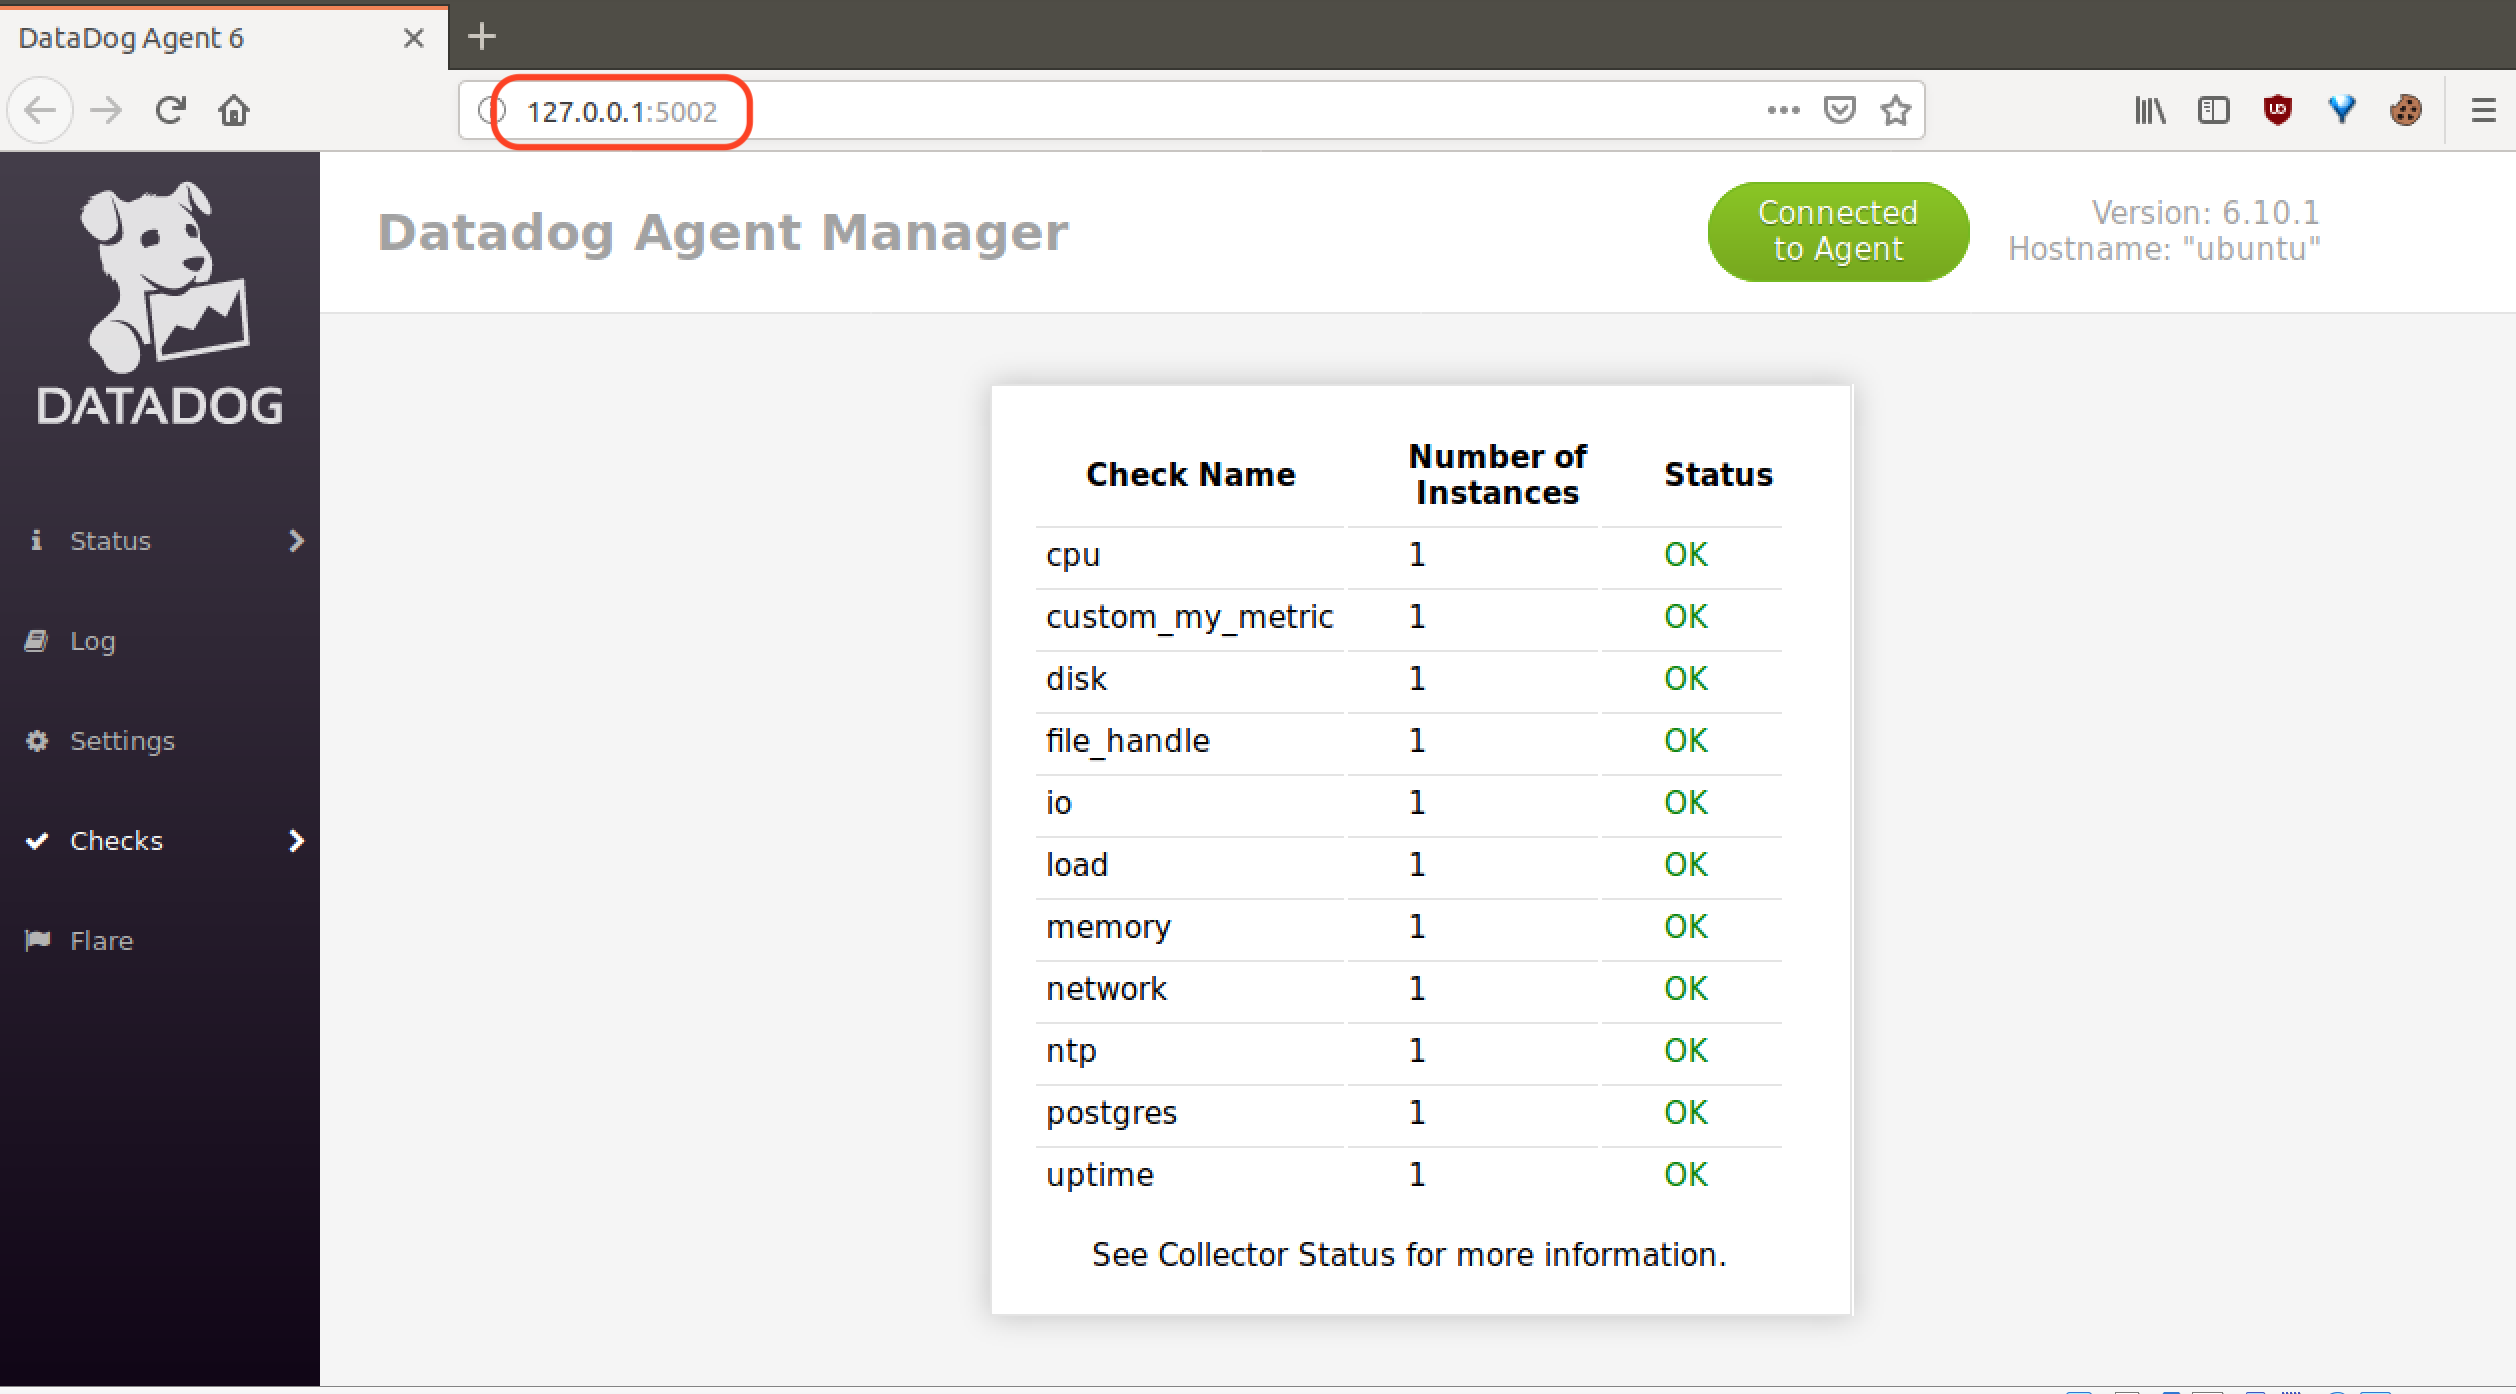 DataDog Agent 6
127.0.0.1:5002
DATADOG
Status
Log
Settings
Checks
Flare
Datadog Agent Manager
Connected
to Agent
Version: 6.10.1
Hostname: "ubuntu"
Check Name Number of Instances Status
cpu 1 OK
custom_my_metric 1 OK
disk 1 OK
file_handle 1 OK
io 1 OK
load 1 OK
memory 1 OK
network 1 OK
ntp 1 OK
postgres 1 OK
uptime 1 OK
See Collector Status for more information.